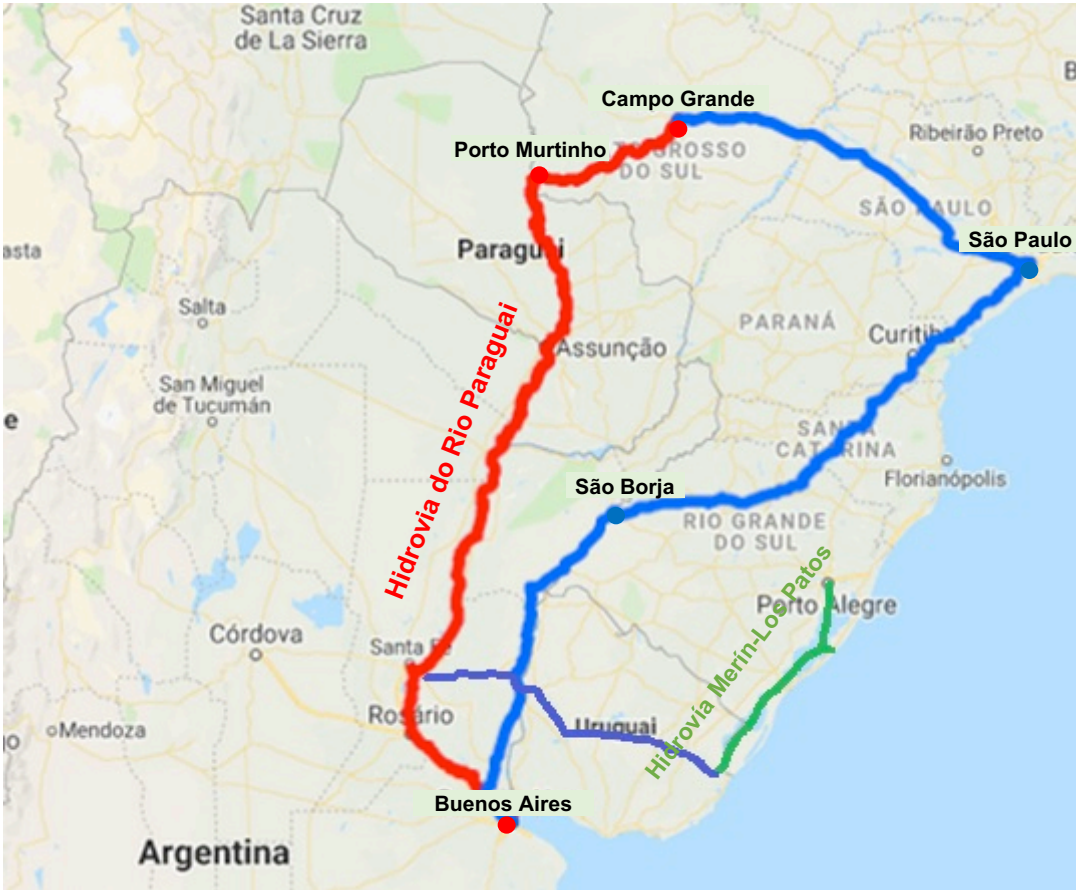 Santa Cruz
de La Sierra
B
Campo Grande
Ribeirão Preto
Porto Murtinho
GROSSO
DO SUL
SÃO PAULO
São Paulo
asta
Paraguai
Salta
PARANÁ
Curitiba
Assunção
San Miguel
de Tucumán
e
Hidrovia do Rio Paraguai
SANTA
CATARINA
Florianópolis
São Borja
RIO GRANDE
DO SUL
Hidrovía Merín-Los Patos
Porto Alegre
Córdova
Santa Fé
Rosário
Uruguai
Mendoza
Buenos Aires
Argentina